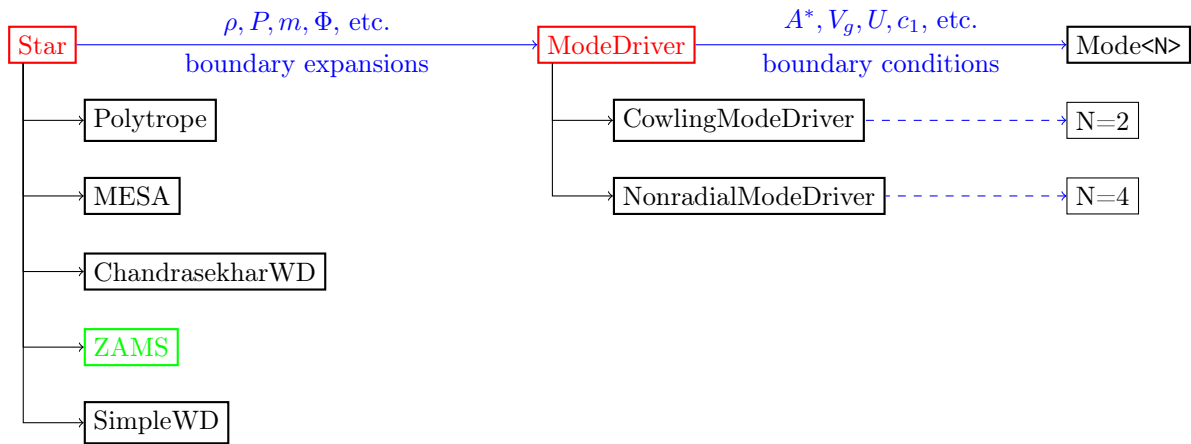 Star
ρ, P, m, Φ, etc.
boundary expansions
ModeDriver
A*, V_g, U, c_1, etc.
boundary conditions
Mode<N>
Polytrope
CowlingModeDriver
N=2
MESA
NonradialModeDriver
N=4
ChandrasekharWD
ZAMS
SimpleWD